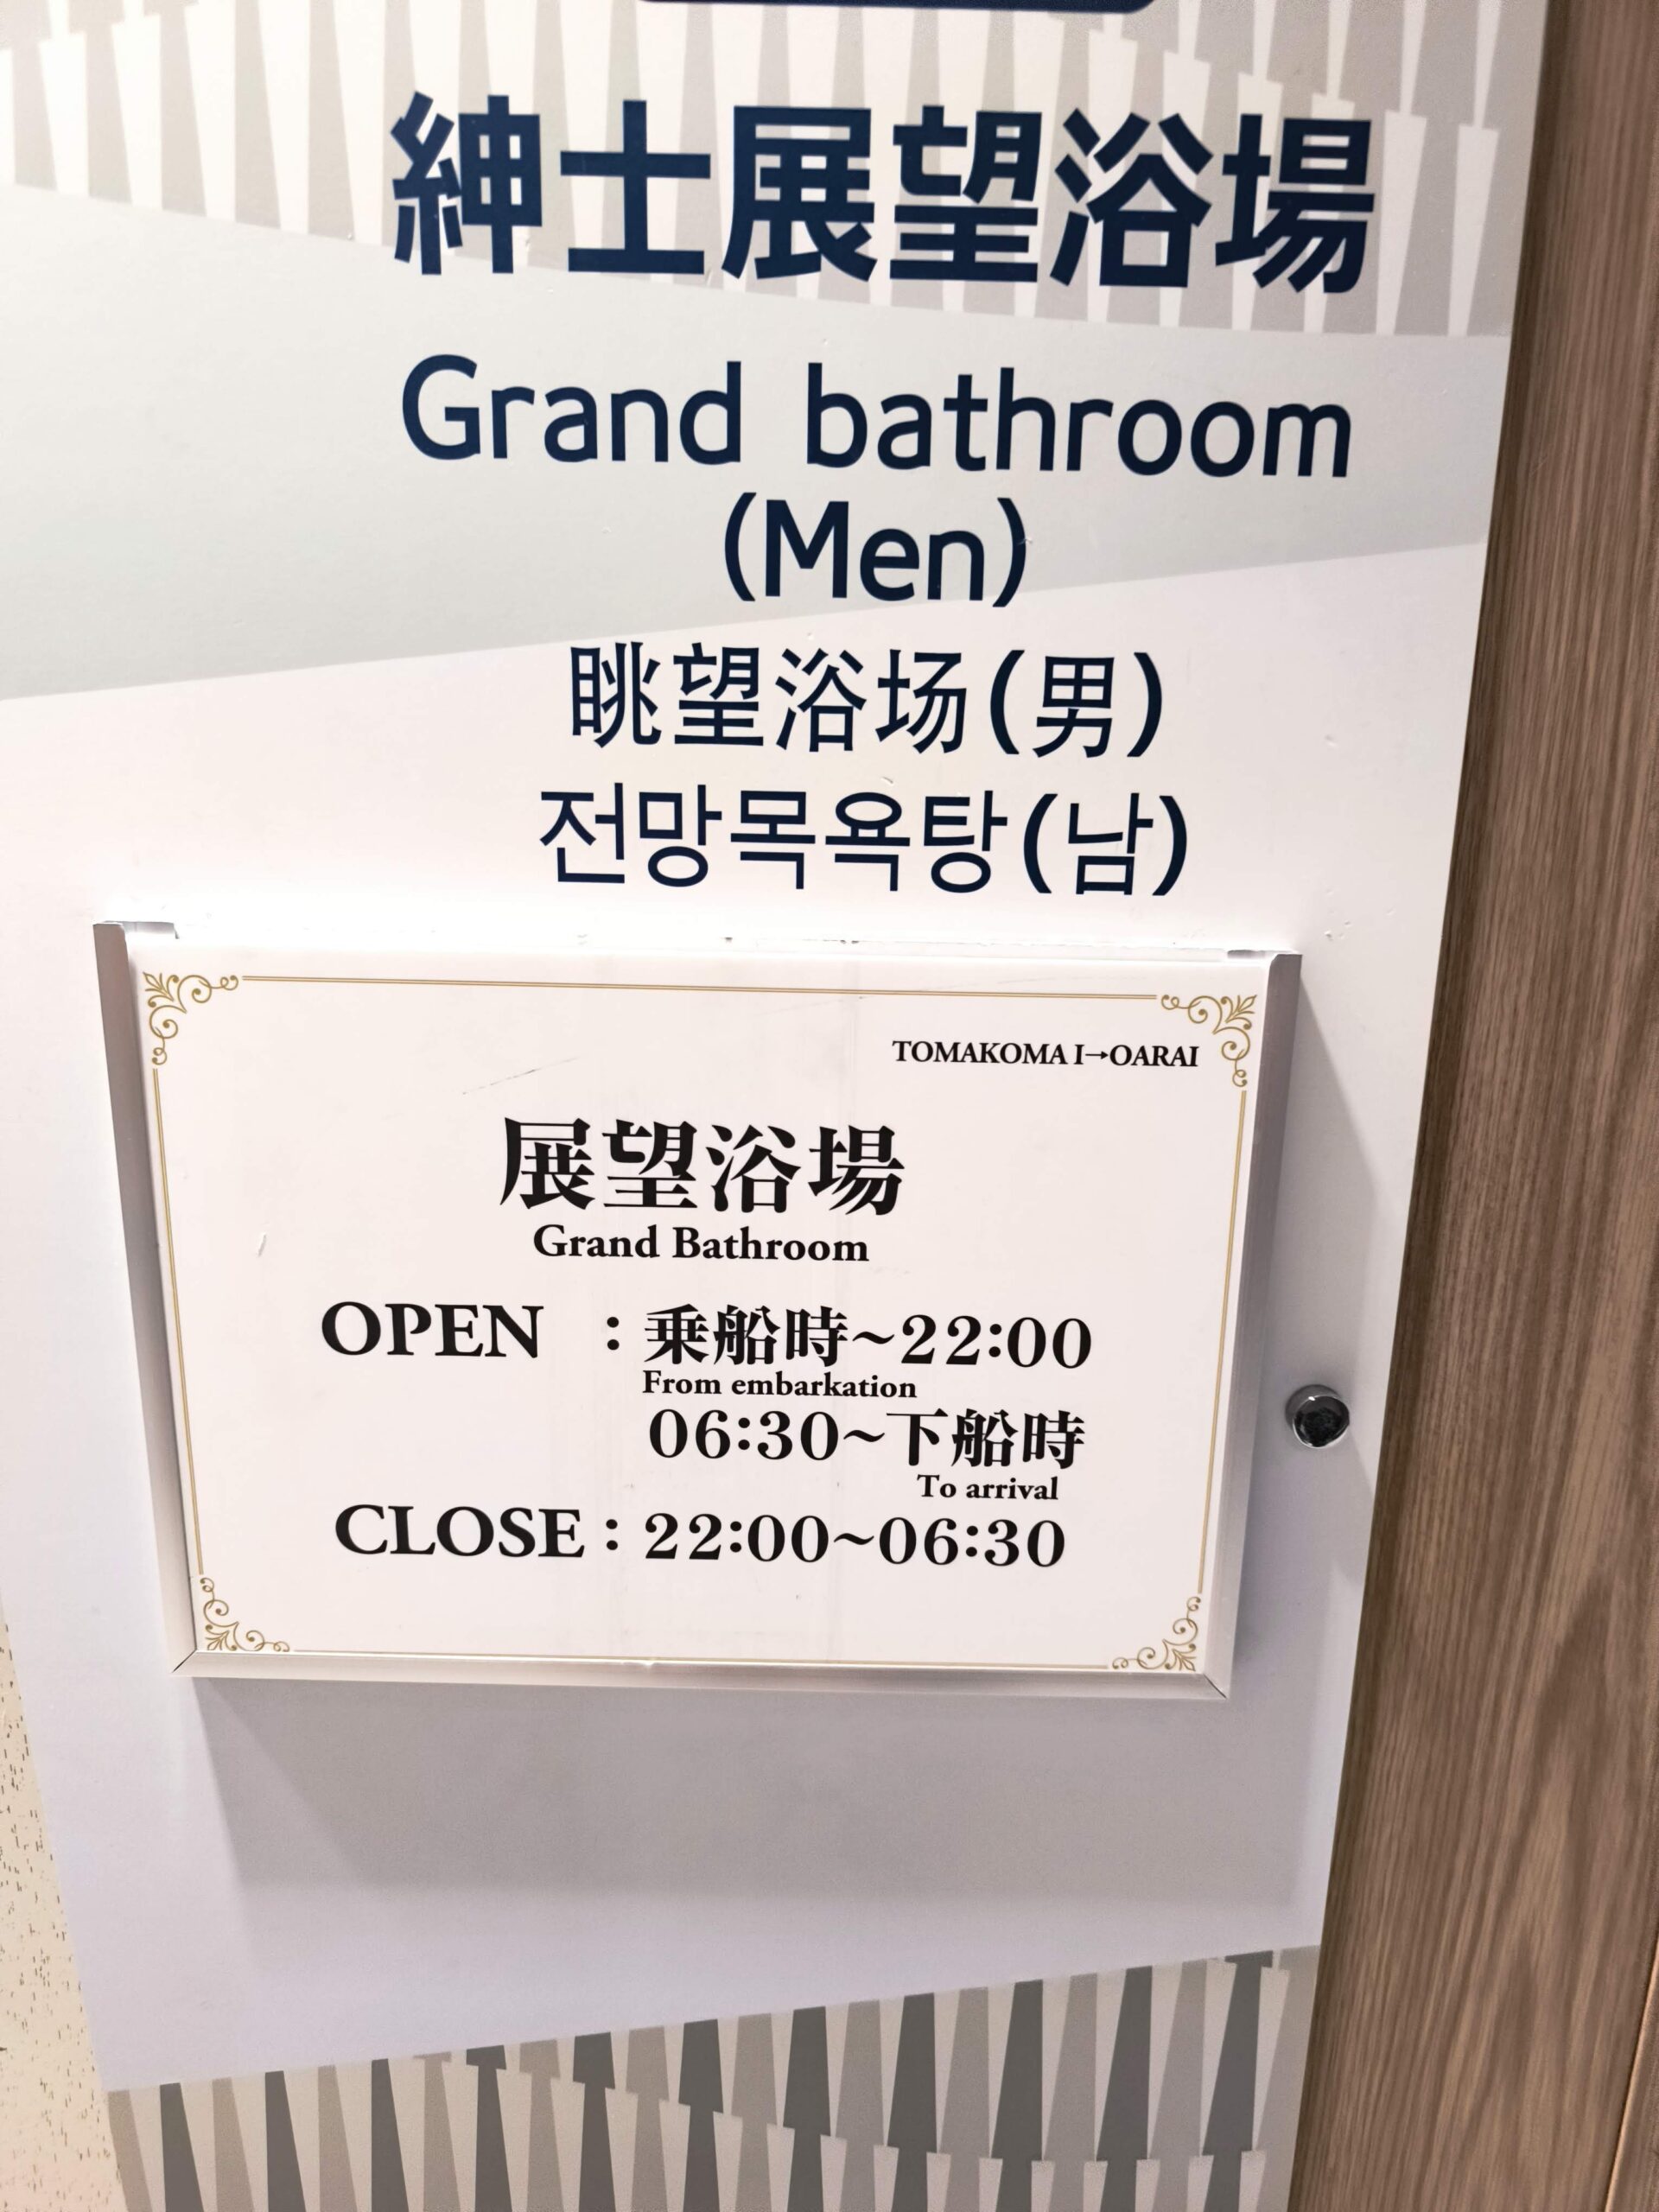 紳士展望浴場
Grand bathroom
(Men)
眺望浴场(男)
전망목욕탕(남)
TOMAKOMA I→OARAI
展望浴場
Grand Bathroom
OPEN : 乗船時~22:00
From embarkation
06:30~下船時
To arrival
CLOSE : 22:00~06:30